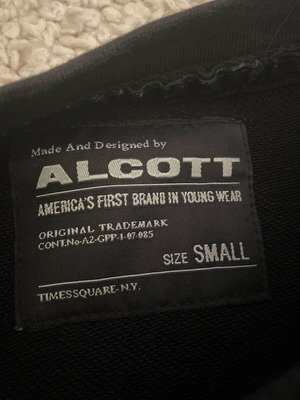 Made And Designed by
ALCOTT
AMERICA'S FIRST BRAND IN YOUNG WEAR
ORIGINAL TRADEMARK
CONT.No-A2-GPP-1-07-085
SIZE SMALL
TIMESSQUARE-N.Y.